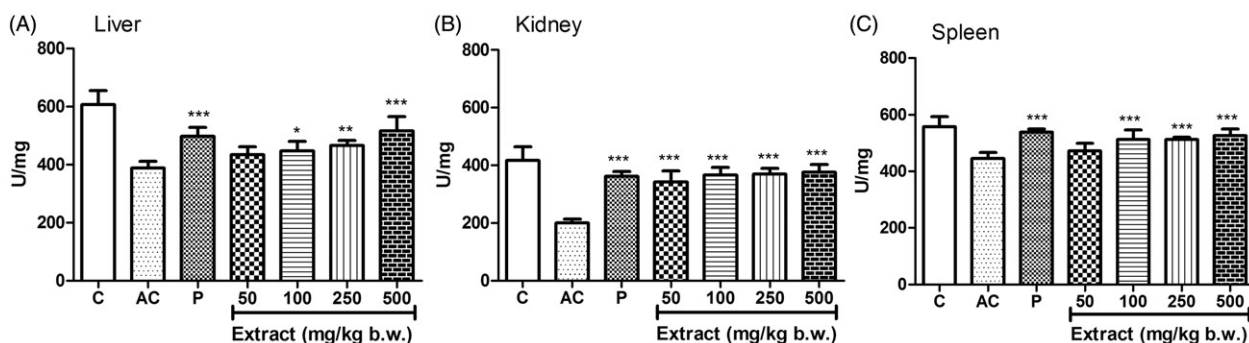 (A) Liver
800
600
400
200
0
U/mg
***
*
**
***
C AC P 50 100 250 500
Extract (mg/kg b.w.)
(B) Kidney
800
600
400
200
0
U/mg
*** *** *** *** ***
C AC P 50 100 250 500
Extract (mg/kg b.w.)
(C) Spleen
800
600
400
200
0
U/mg
*** *** *** ***
C AC P 50 100 250 500
Extract (mg/kg b.w.)